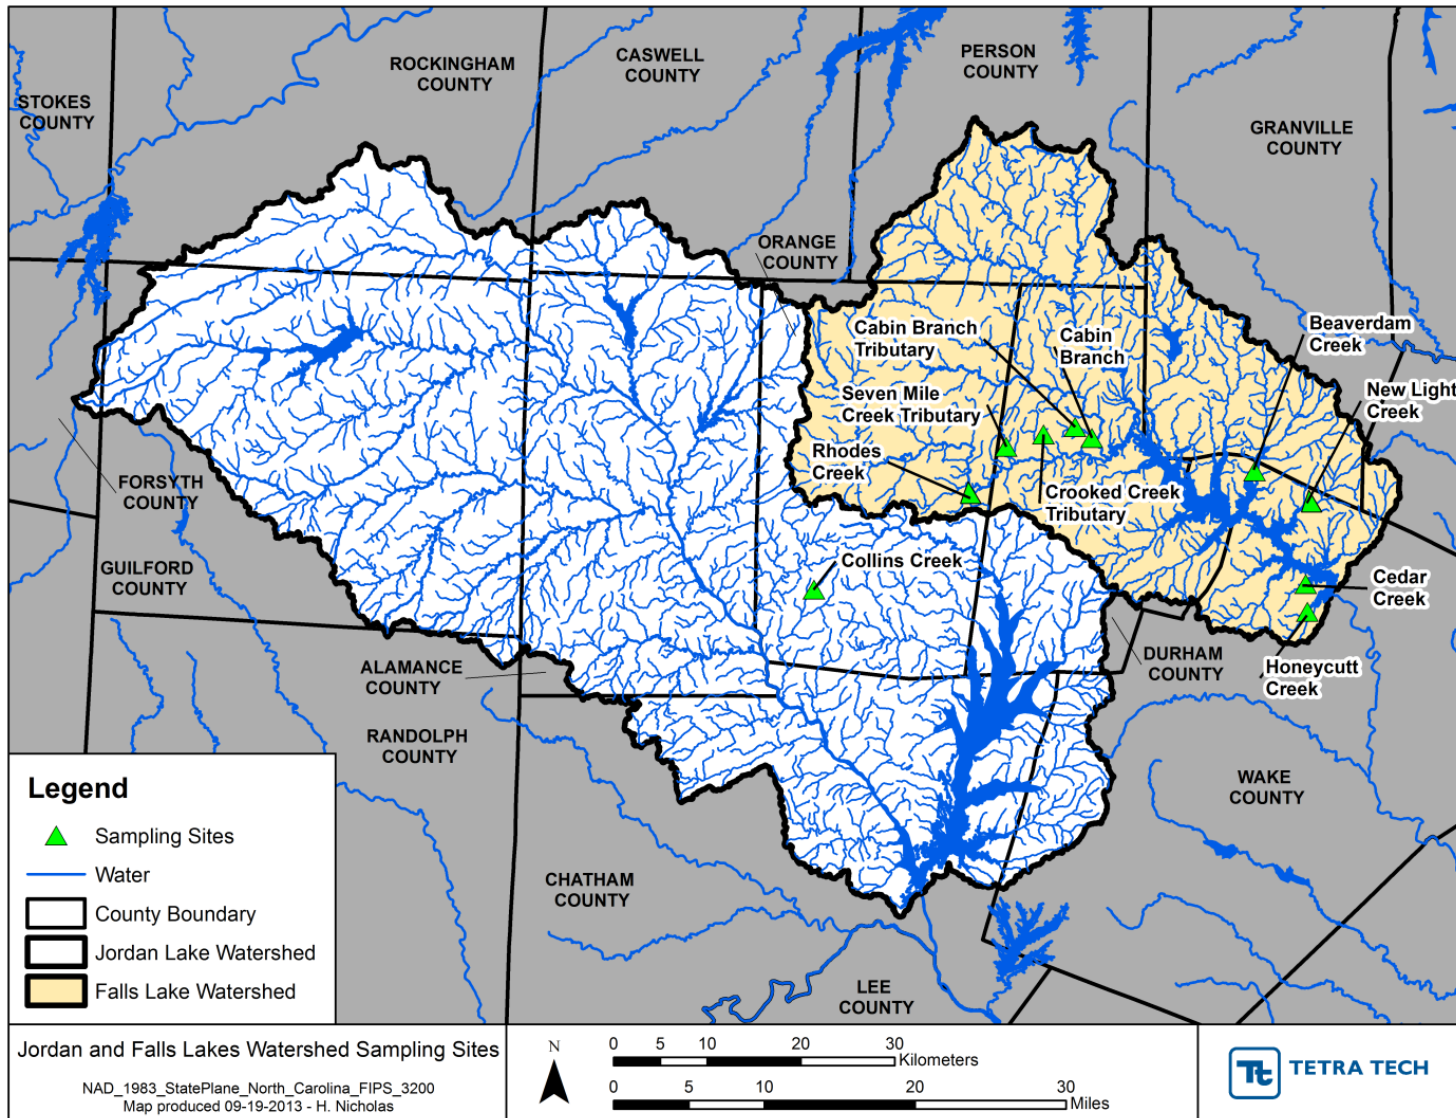 STOKES
COUNTY
ROCKINGHAM
COUNTY
CASWELL
COUNTY
PERSON
COUNTY
GRANVILLE
COUNTY
ORANGE
COUNTY
Cabin Branch
Tributary
Cabin
Branch
Beaverdam
Creek
Seven Mile
Creek Tributary
New Light
Creek
Rhodes
Creek
Crooked Creek
Tributary
FORSYTH
COUNTY
GUILFORD
COUNTY
Collins Creek
Cedar
Creek
ALAMANCE
COUNTY
DURHAM
COUNTY
Honeycutt
Creek
RANDOLPH
COUNTY
WAKE
COUNTY
CHATHAM
COUNTY
LEE
COUNTY
Legend
Sampling Sites
Water
County Boundary
Jordan Lake Watershed
Falls Lake Watershed
Jordan and Falls Lakes Watershed Sampling Sites
NAD_1983_StatePlane_North_Carolina_FIPS_3200
Map produced 09-19-2013 - H. Nicholas
N
0 5 10 20 30
Kilometers
0 5 10 20 30
Miles
Tt TETRA TECH